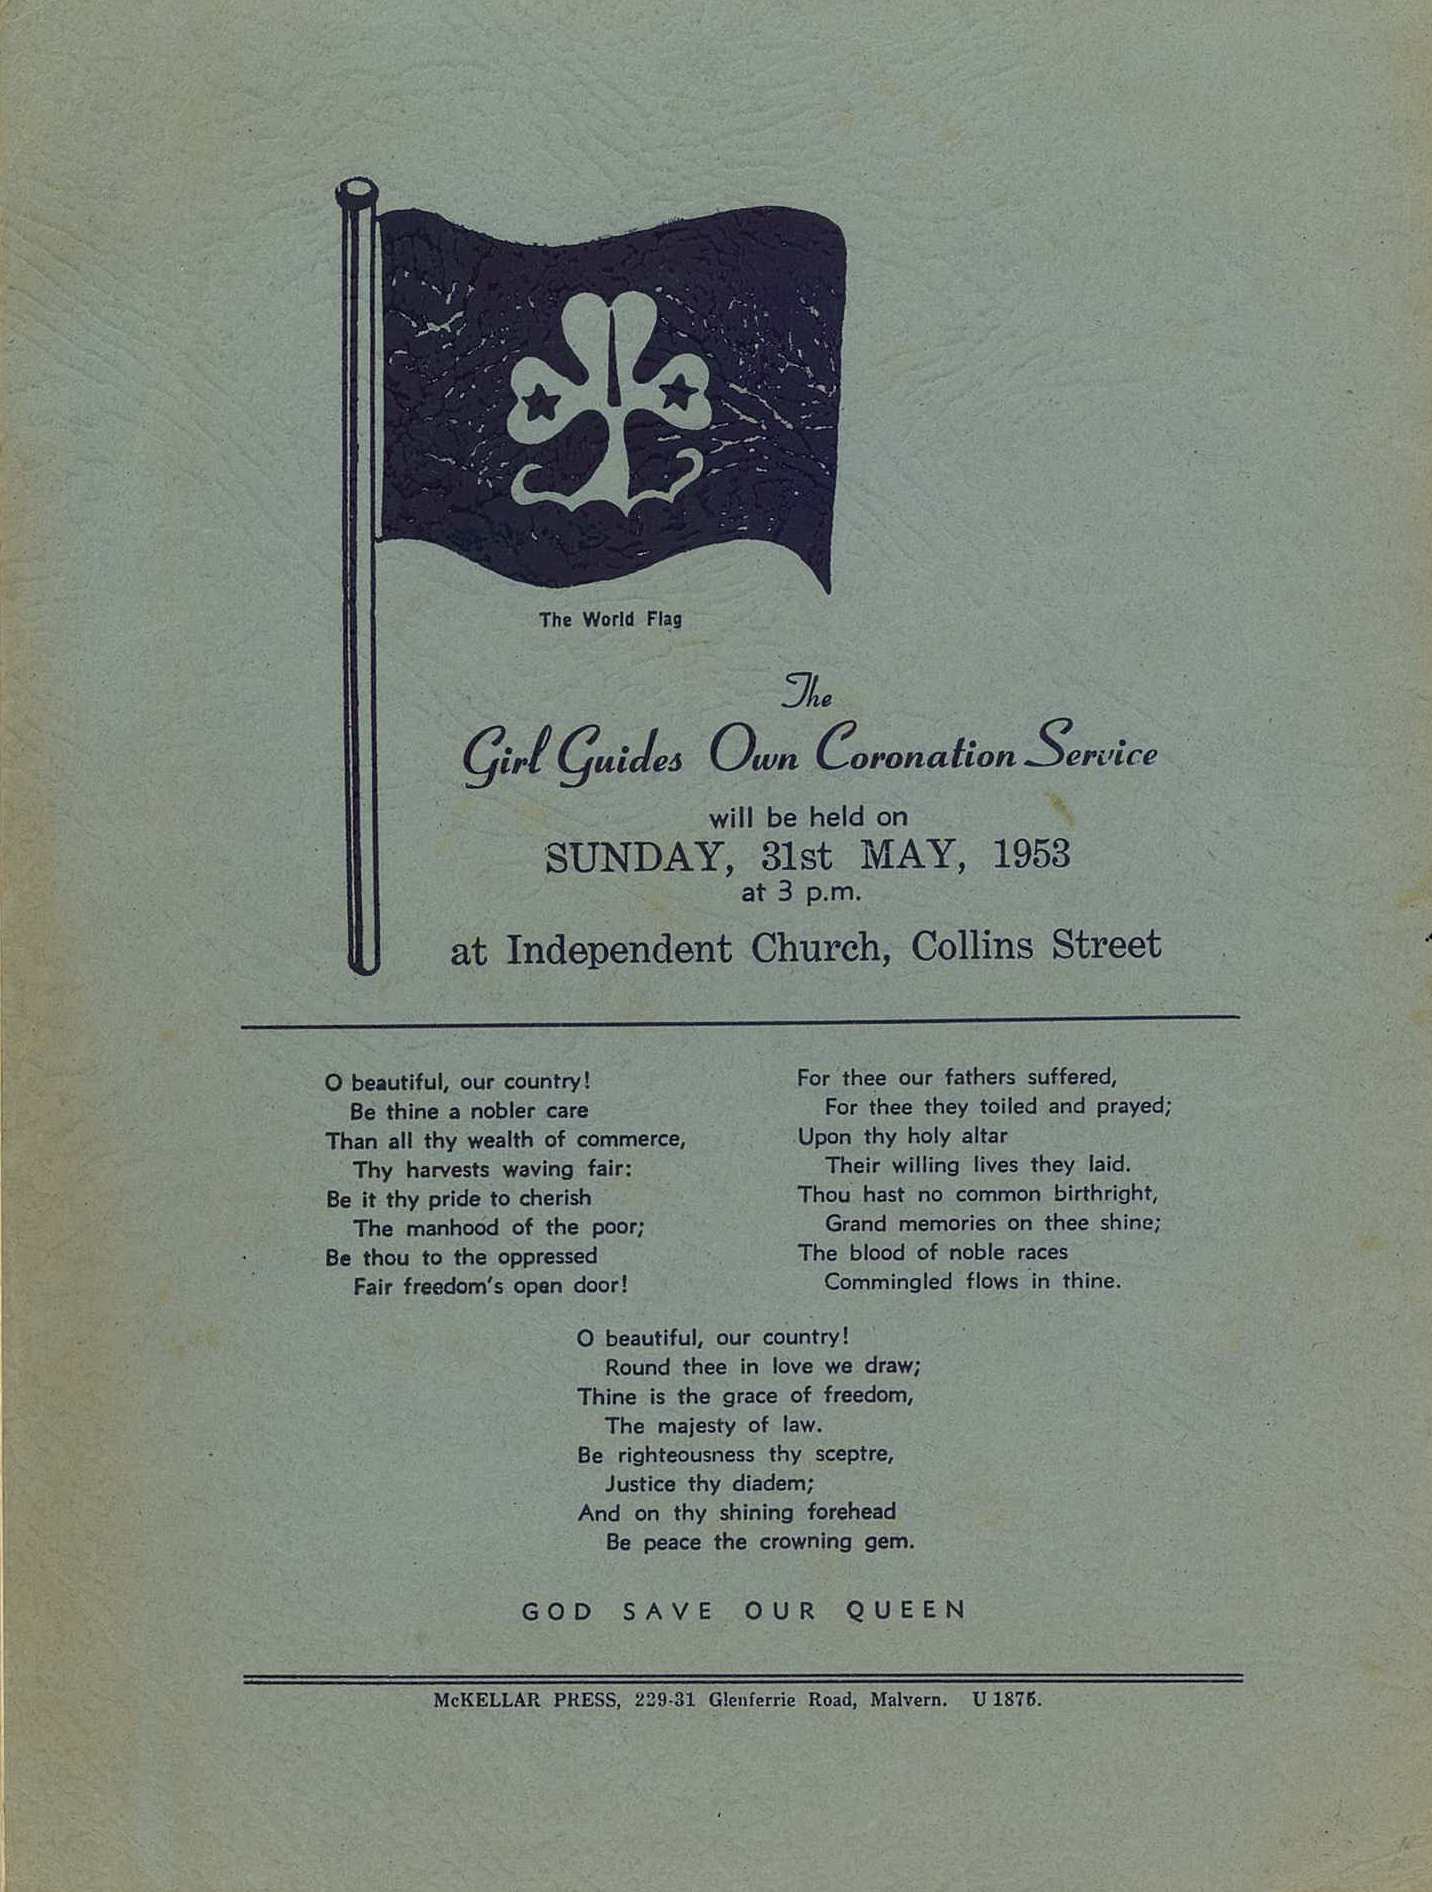 The World Flag
The
Girl Guides Own Coronation Service
will be held on
SUNDAY, 31st MAY, 1953
at 3 p.m.
at Independent Church, Collins Street
O beautiful, our country!
Be thine a nobler care
Than all thy wealth of commerce,
Thy harvests waving fair:
Be it thy pride to cherish
The manhood of the poor;
Be thou to the oppressed
Fair freedom's open door!
For thee our fathers suffered,
For thee they toiled and prayed;
Upon thy holy altar
Their willing lives they laid.
Thou hast no common birthright,
Grand memories on thee shine;
The blood of noble races
Commingled flows in thine.
O beautiful, our country!
Round thee in love we draw;
Thine is the grace of freedom,
The majesty of law.
Be righteousness thy sceptre,
Justice thy diadem;
And on thy shining forehead
Be peace the crowning gem.
GOD SAVE OUR QUEEN
McKELLAR PRESS, 229-31 Glenferrie Road, Malvern. U 1876.